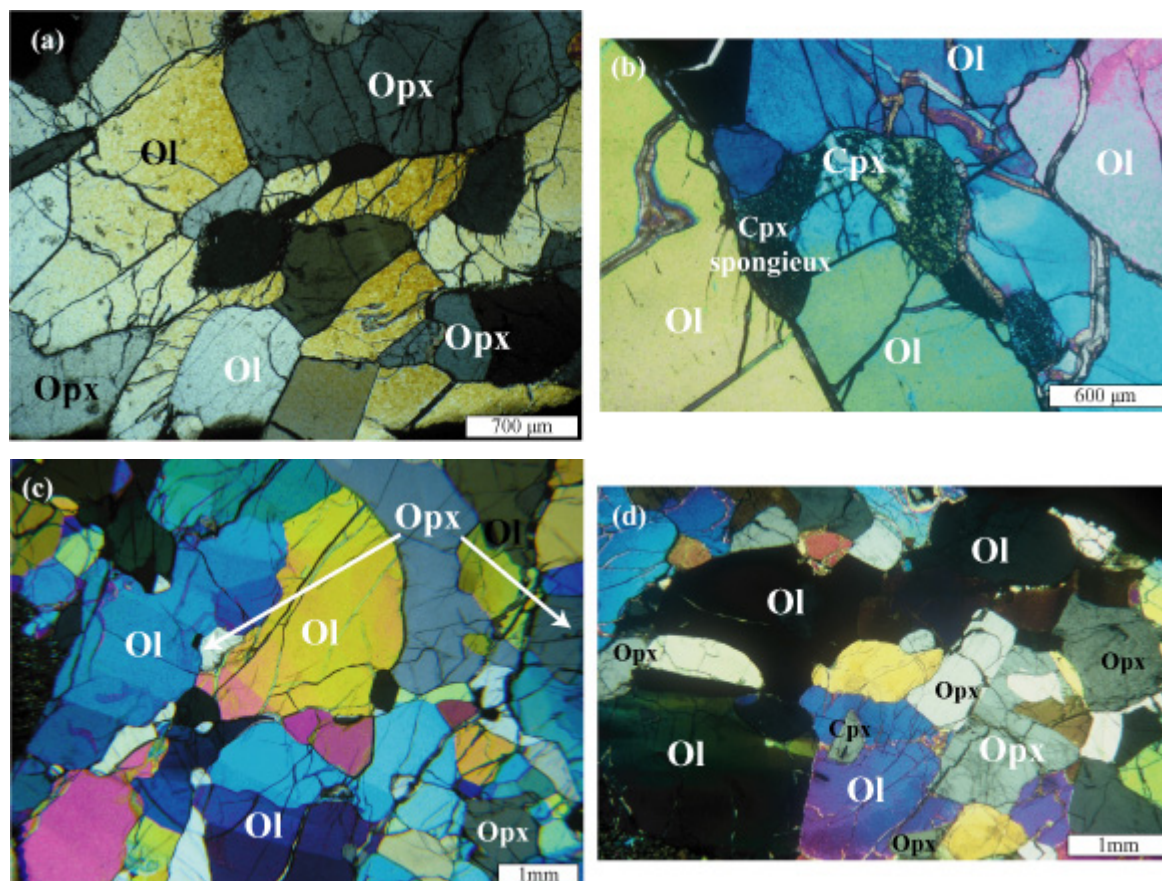 (a)
Opx
Ol
Opx
Ol
Opx
700 µm
(b)
Ol
Ol
Cpx
Cpx
spongieux
Ol
Ol
600 µm
(c)
Opx
Ol
Ol
Ol
Ol
Opx
1mm
(d)
Ol
Ol
Opx
Opx
Opx
Cpx
Ol
Opx
Ol
Opx
1mm